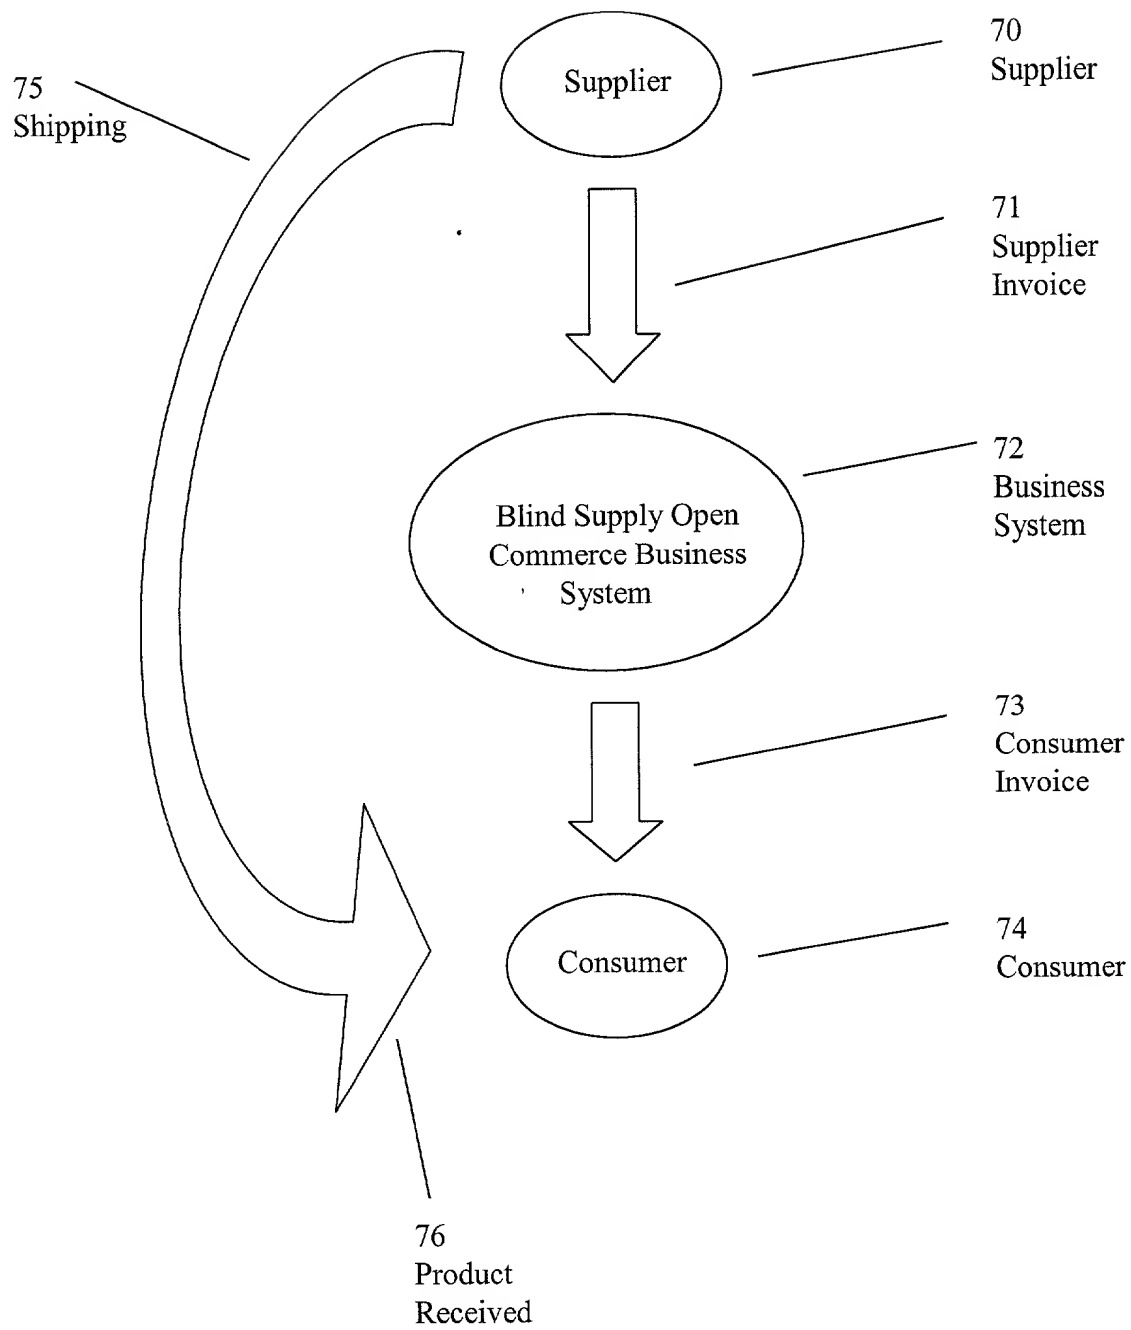 70
Supplier
Supplier
75
Shipping
71
Supplier
Invoice
72
Business
System
Blind Supply Open
Commerce Business
System
73
Consumer
Invoice
74
Consumer
Consumer
76
Product
Received